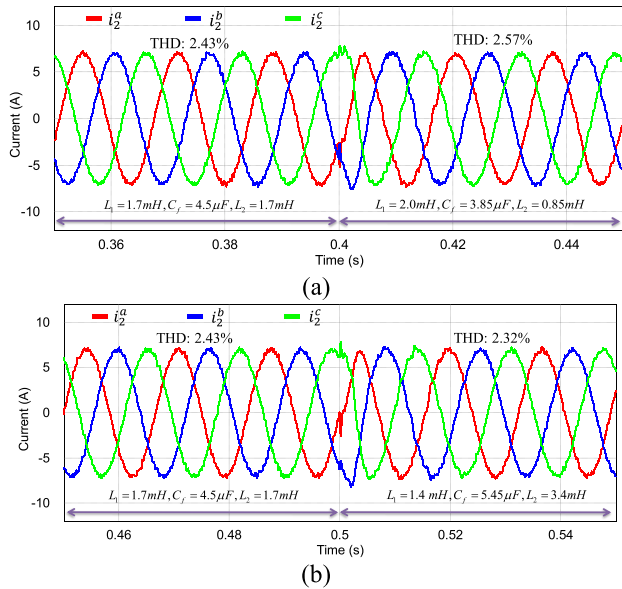 i₂ᵃ i₂ᵇ i₂ᶜ
10
THD: 2.43% THD: 2.57%
5
Current (A)
0
-5
-10
L₁ = 1.7mH, C_f = 4.5μF, L₂ = 1.7mH L₁ = 2.0mH, C_f = 3.85μF, L₂ = 0.85mH
0.36 0.38 0.4 0.42 0.44
Time (s)
(a)
i₂ᵃ i₂ᵇ i₂ᶜ
10
THD: 2.43% THD: 2.32%
5
Current (A)
0
-5
-10
L₁ = 1.7mH, C_f = 4.5μF, L₂ = 1.7mH L₁ = 1.4 mH, C_f = 5.45μF, L₂ = 3.4mH
0.46 0.48 0.5 0.52 0.54
Time (s)
(b)